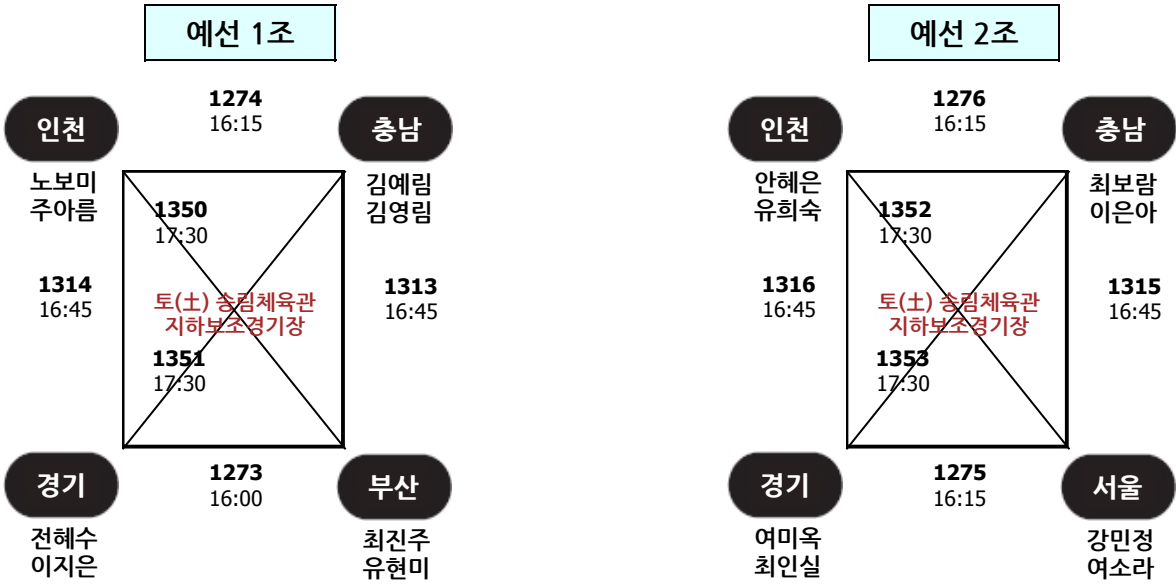 예선 1조
1274
16:15
인천
충남
노보미
주아름
김예림
김영림
1350
17:30
1314
16:45
토(土) 송림체육관
지하보조경기장
1313
16:45
1351
17:30
경기
1273
16:00
부산
전혜수
이지은
최진주
유현미
예선 2조
1276
16:15
인천
충남
안혜은
유희숙
최보람
이은아
1352
17:30
1316
16:45
토(土) 송림체육관
지하보조경기장
1315
16:45
1353
17:30
경기
1275
16:15
서울
여미옥
최인실
강민정
여소라